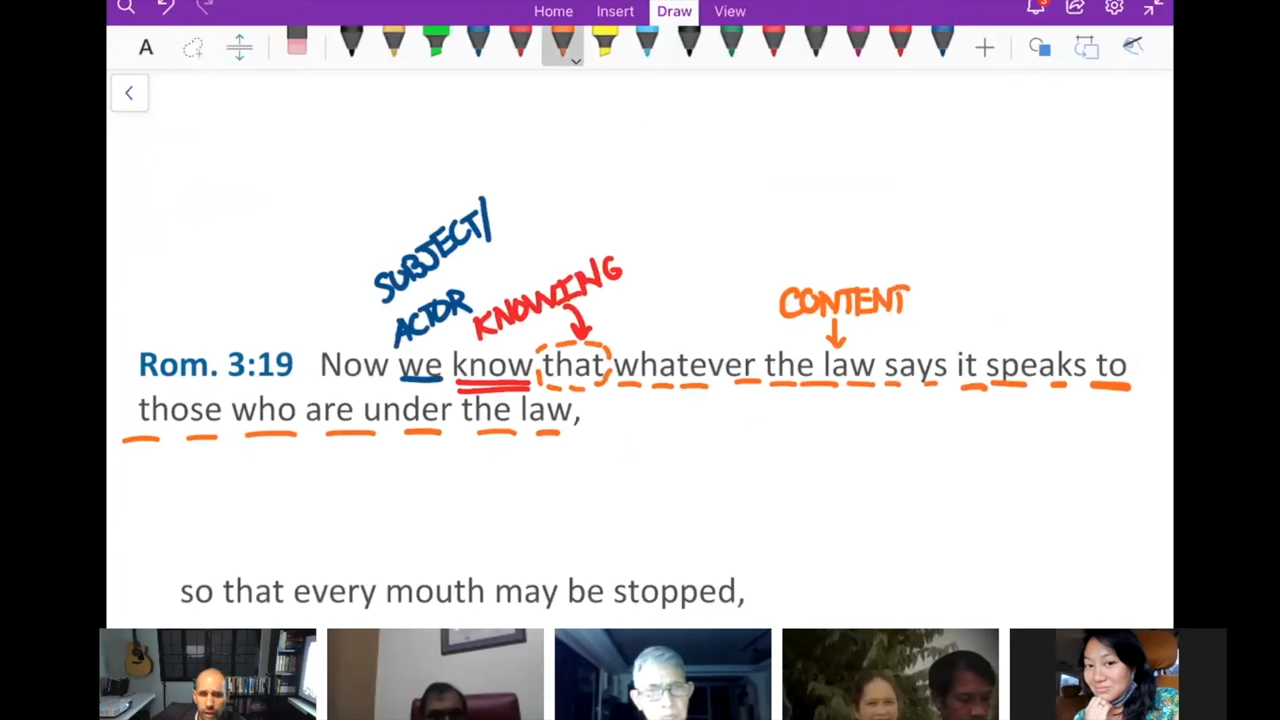 Home Insert Draw View
A
SUBJECT/
ACTOR KNOWING
CONTENT
Rom. 3:19 Now we know that whatever the law says it speaks to
those who are under the law,
so that every mouth may be stopped,